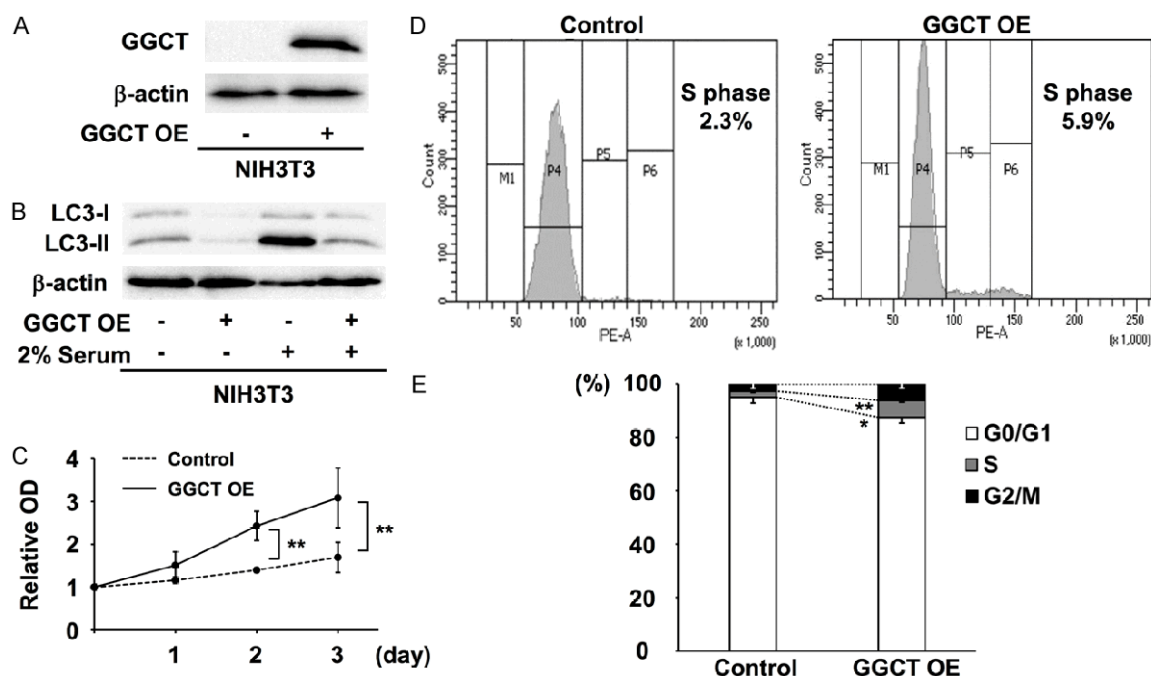 A
GGCT
β-actin
GGCT OE - +
NIH3T3
B
LC3-I
LC3-II
β-actin
GGCT OE - + - +
2% Serum - - + +
NIH3T3
C
Relative OD
4
3
2
1
0
Control
GGCT OE
**
**
1 2 3 (day)
D
Control
Count
500
400
300
200
100
0
M1
P4
P5
P6
S phase
2.3%
50 100 150 200 250
PE-A
(x 1,000)
GGCT OE
Count
500
400
300
200
100
0
M1
P4
P5
P6
S phase
5.9%
50 100 150 200 250
PE-A
(x 1,000)
E
(%)
100
80
60
40
20
0
**
*
G0/G1
S
G2/M
Control GGCT OE